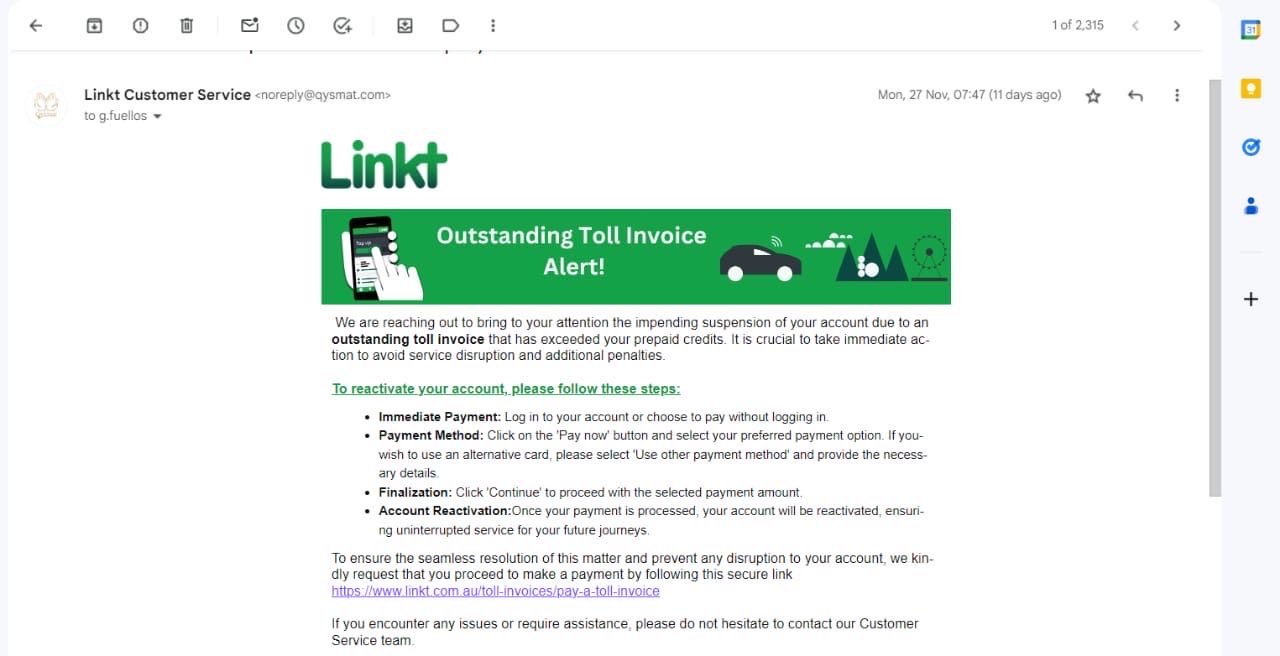 1 of 2,315
31
Linkt Customer Service <noreply@qysmat.com>
Mon, 27 Nov, 07:47 (11 days ago)
to g.fuellos
Linkt
Outstanding Toll Invoice
Alert!
We are reaching out to bring to your attention the impending suspension of your account due to an
outstanding toll invoice that has exceeded your prepaid credits. It is crucial to take immediate ac-
tion to avoid service disruption and additional penalties.
To reactivate your account, please follow these steps:
• Immediate Payment: Log in to your account or choose to pay without logging in.
• Payment Method: Click on the 'Pay now' button and select your preferred payment option. If you-
wish to use an alternative card, please select 'Use other payment method' and provide the necess-
ary details.
• Finalization: Click 'Continue' to proceed with the selected payment amount.
• Account Reactivation:Once your payment is processed, your account will be reactivated, ensuri-
ng uninterrupted service for your future journeys.
To ensure the seamless resolution of this matter and prevent any disruption to your account, we kin-
dly request that you proceed to make a payment by following this secure link
https://www.linkt.com.au/toll-invoices/pay-a-toll-invoice
If you encounter any issues or require assistance, please do not hesitate to contact our Customer
Service team.